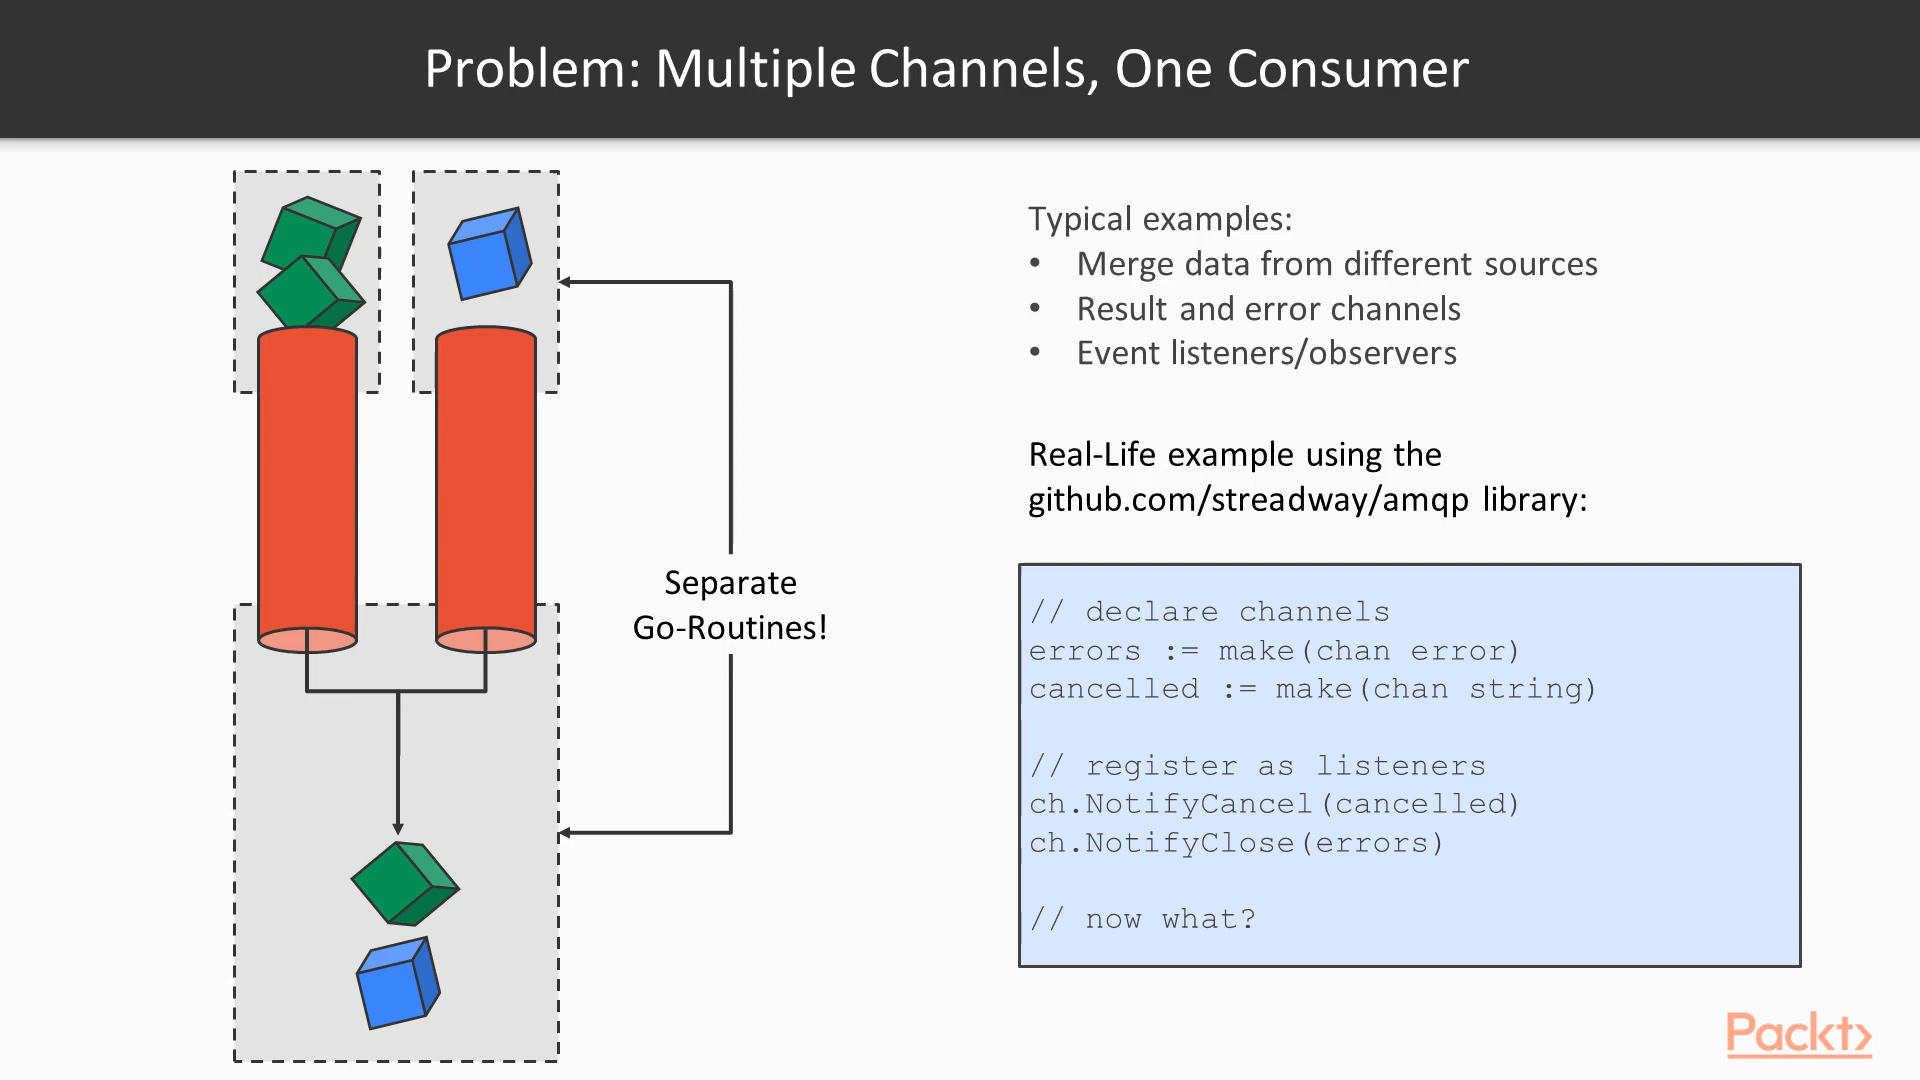 Problem: Multiple Channels, One Consumer
Separate
Go-Routines!
Typical examples:
• Merge data from different sources
• Result and error channels
• Event listeners/observers
Real-Life example using the
github.com/streadway/amqp library:
// declare channels
errors := make(chan error)
cancelled := make(chan string)
// register as listeners
ch.NotifyCancel(cancelled)
ch.NotifyClose(errors)
// now what?
Packt>